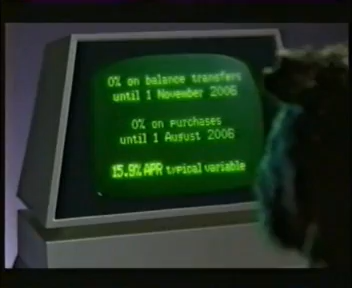 0% on balance transfers
until 1 November 2006
0% on purchases
until 1 August 2006
15.9% APR typical variable